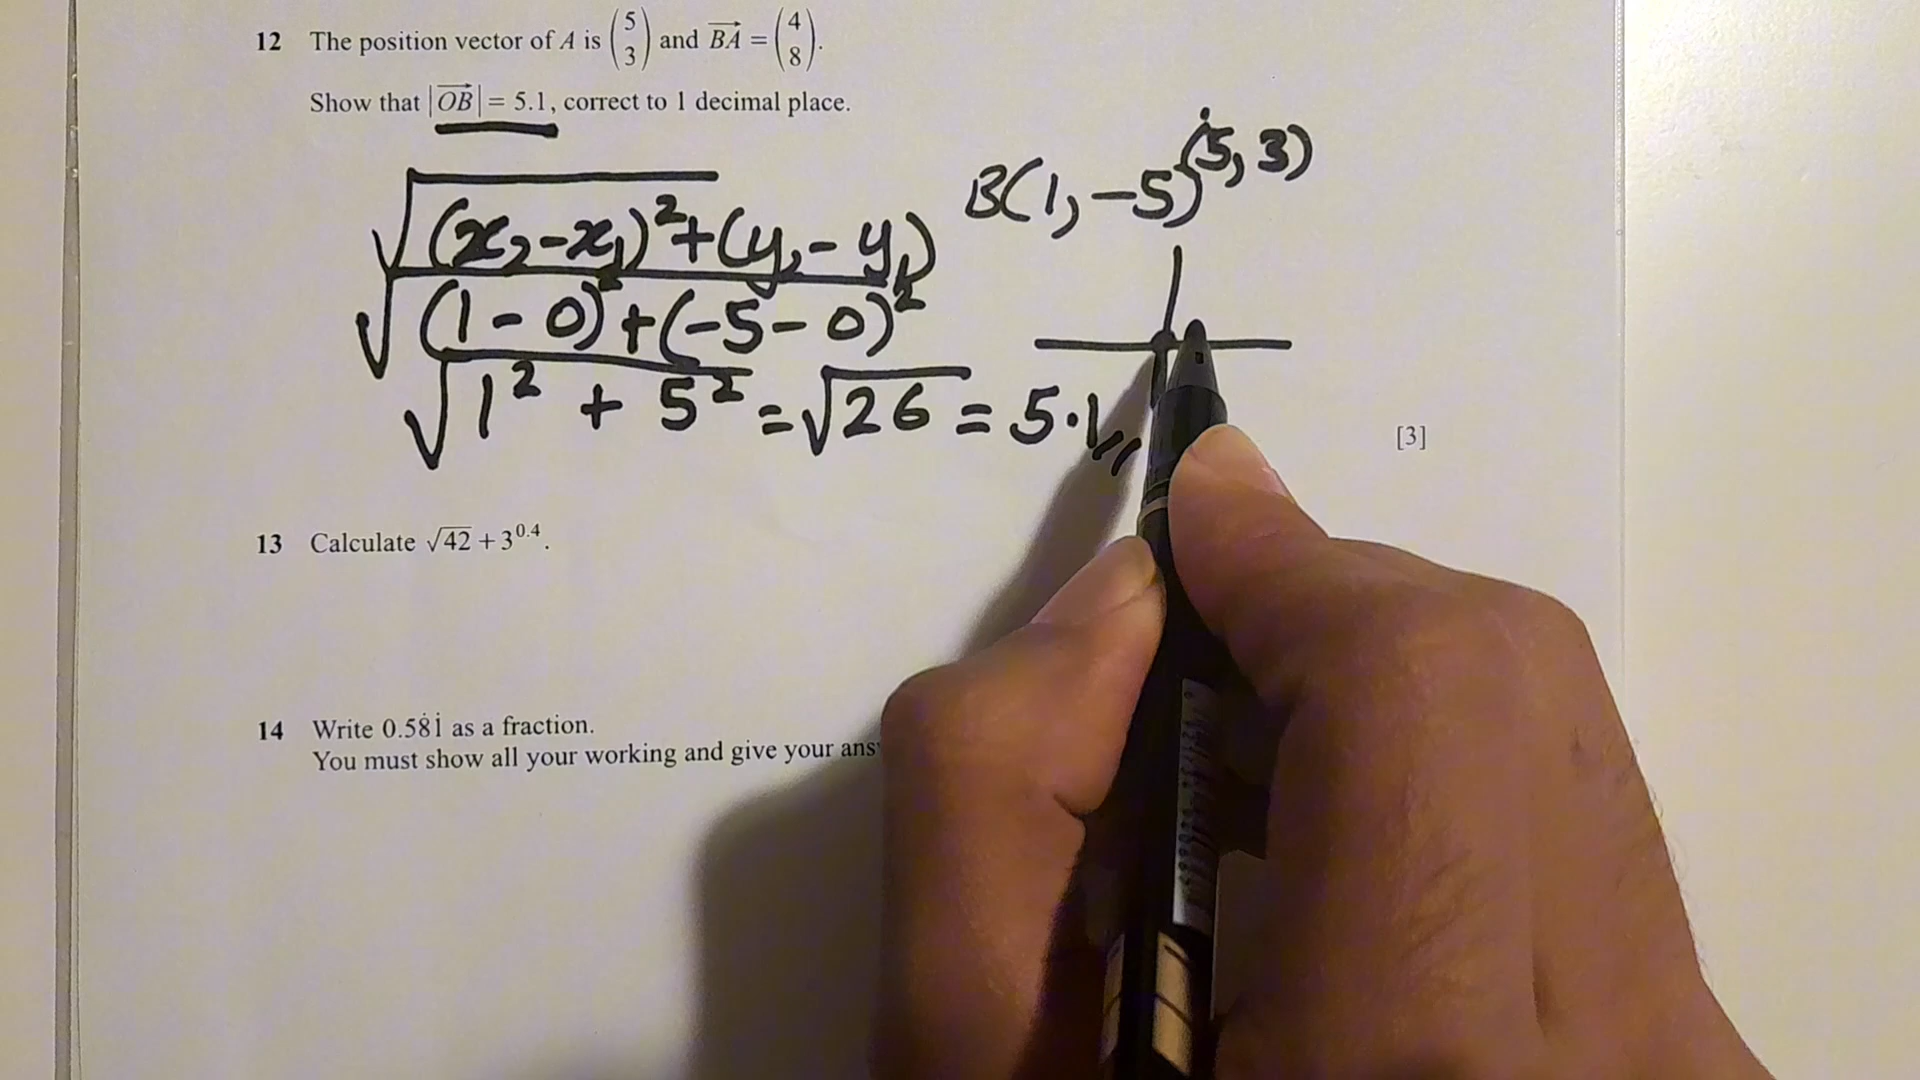 12 The position vector of A is (5 3) and BA = (4 8).
Show that |OB| = 5.1, correct to 1 decimal place.
B(1, -5) (5, 3)
√(x₂-x₁)²+(y₂-y₁)
√(1-0)²+(-5-0)²
√1² + 5² = √26 = 5.1
[3]
13 Calculate √42 + 3^0.4.
14 Write 0.58̇1̇ as a fraction.
You must show all your working and give your ans